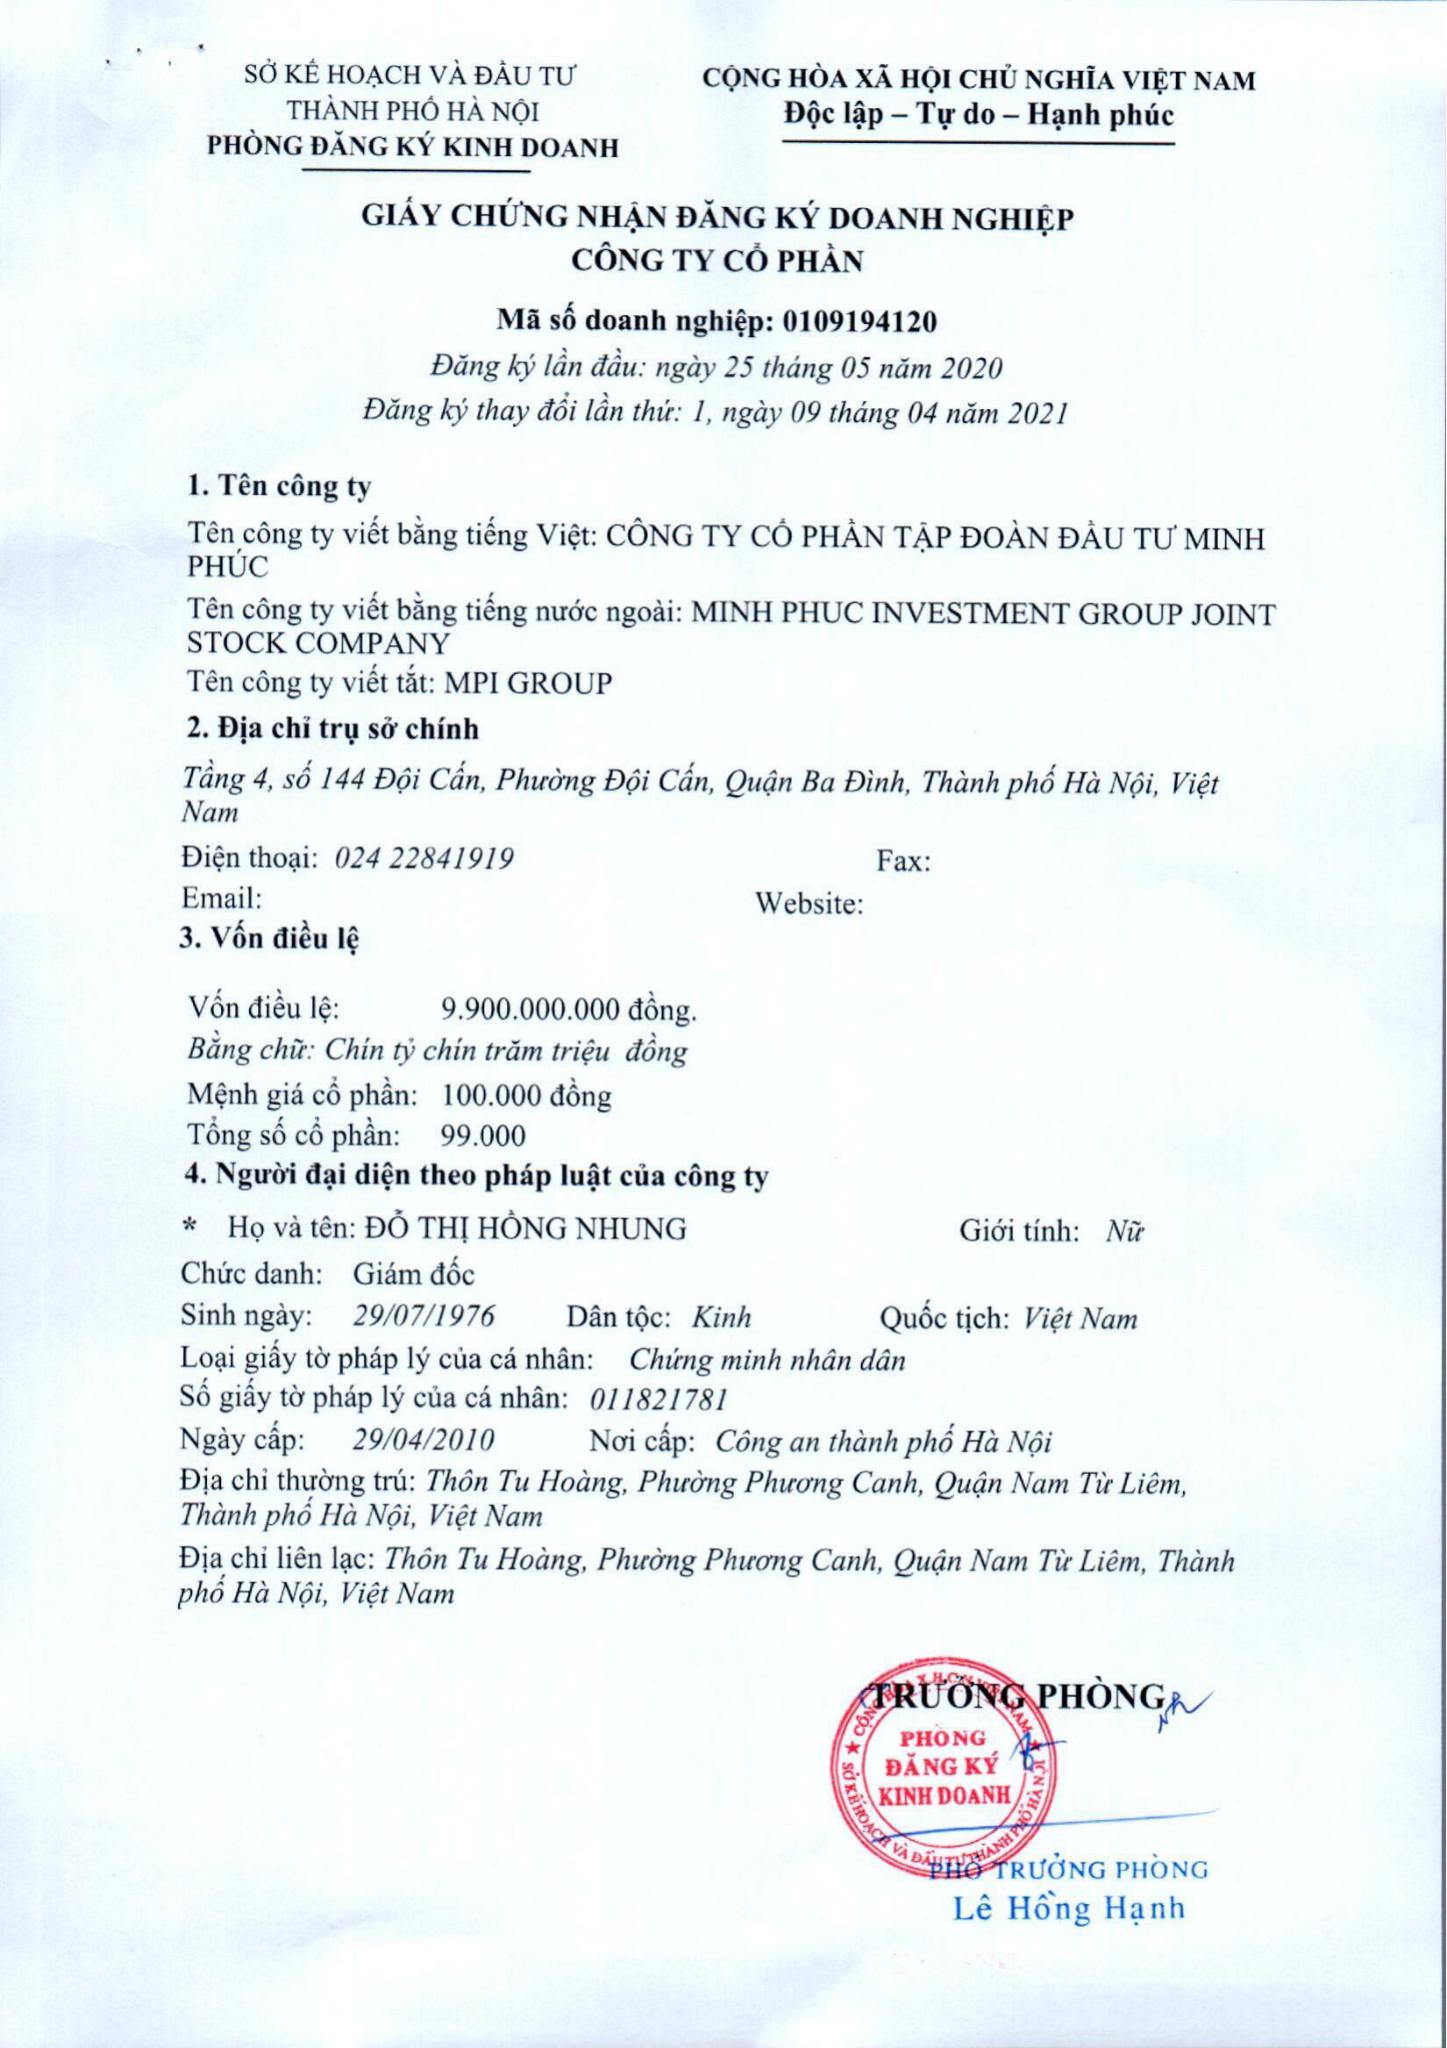 SỞ KẾ HOẠCH VÀ ĐẦU TƯ
THÀNH PHỐ HÀ NỘI
PHÒNG ĐĂNG KÝ KINH DOANH
CỘNG HÒA XÃ HỘI CHỦ NGHĨA VIỆT NAM
Độc lập – Tự do – Hạnh phúc
GIẤY CHỨNG NHẬN ĐĂNG KÝ DOANH NGHIỆP
CÔNG TY CỔ PHẦN
Mã số doanh nghiệp: 0109194120
Đăng ký lần đầu: ngày 25 tháng 05 năm 2020
Đăng ký thay đổi lần thứ: 1, ngày 09 tháng 04 năm 2021
1. Tên công ty
Tên công ty viết bằng tiếng Việt: CÔNG TY CỔ PHẦN TẬP ĐOÀN ĐẦU TƯ MINH
PHÚC
Tên công ty viết bằng tiếng nước ngoài: MINH PHUC INVESTMENT GROUP JOINT
STOCK COMPANY
Tên công ty viết tắt: MPI GROUP
2. Địa chỉ trụ sở chính
Tầng 4, số 144 Đội Cấn, Phường Đội Cấn, Quận Ba Đình, Thành phố Hà Nội, Việt
Nam
Điện thoại: 024 22841919 Fax:
Email: Website:
3. Vốn điều lệ
Vốn điều lệ: 9.900.000.000 đồng.
Bằng chữ: Chín tỷ chín trăm triệu đồng
Mệnh giá cổ phần: 100.000 đồng
Tổng số cổ phần: 99.000
4. Người đại diện theo pháp luật của công ty
* Họ và tên: ĐỖ THỊ HỒNG NHUNG Giới tính: Nữ
Chức danh: Giám đốc
Sinh ngày: 29/07/1976 Dân tộc: Kinh Quốc tịch: Việt Nam
Loại giấy tờ pháp lý của cá nhân: Chứng minh nhân dân
Số giấy tờ pháp lý của cá nhân: 011821781
Ngày cấp: 29/04/2010 Nơi cấp: Công an thành phố Hà Nội
Địa chỉ thường trú: Thôn Tu Hoàng, Phường Phương Canh, Quận Nam Từ Liêm,
Thành phố Hà Nội, Việt Nam
Địa chỉ liên lạc: Thôn Tu Hoàng, Phường Phương Canh, Quận Nam Từ Liêm, Thành
phố Hà Nội, Việt Nam
TRƯỞNG PHÒNG
CỘNG HÒA X.H.C.N VIỆT NAM
PHÒNG
ĐĂNG KÝ
KINH DOANH
SỞ KẾ HOẠCH VÀ ĐẦU TƯ THÀNH PHỐ HÀ NỘI
PHÓ TRƯỞNG PHÒNG
Lê Hồng Hạnh